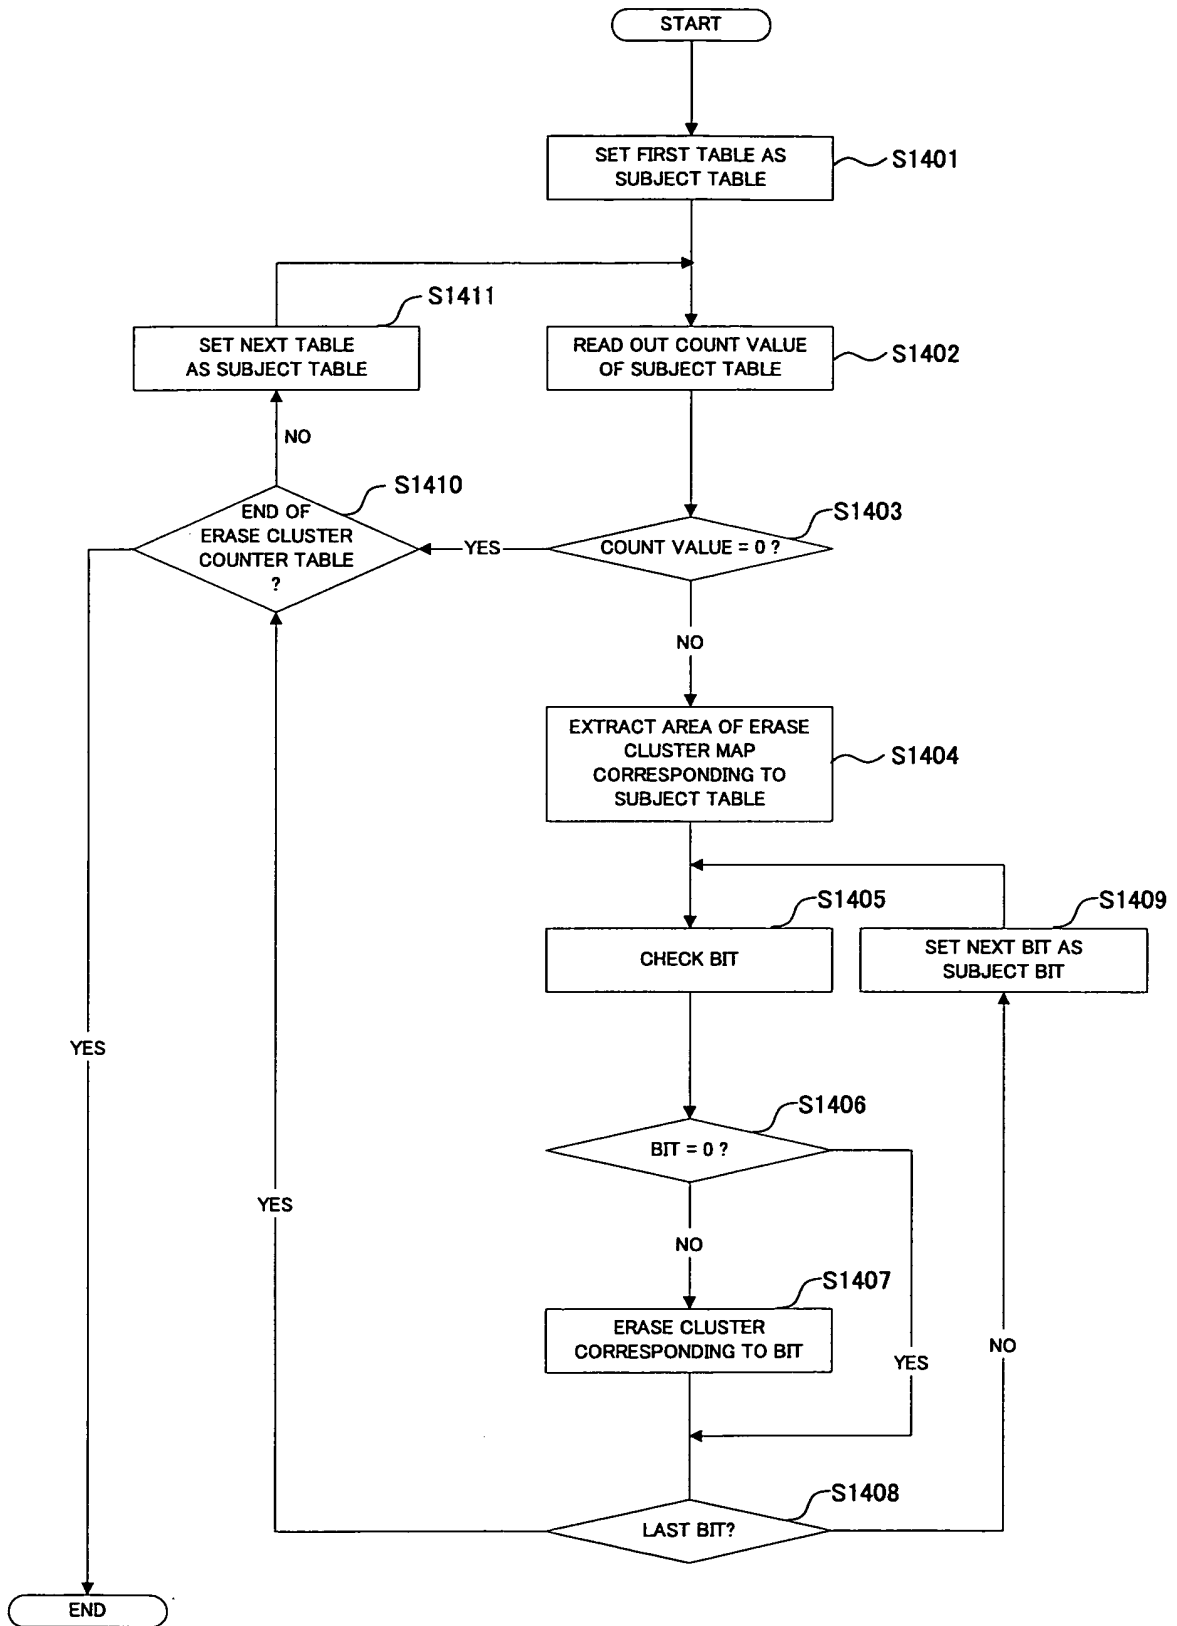 START
SET FIRST TABLE AS
SUBJECT TABLE
S1401
S1411
SET NEXT TABLE
AS SUBJECT TABLE
READ OUT COUNT VALUE
OF SUBJECT TABLE
S1402
NO
S1410
END OF
ERASE CLUSTER
COUNTER TABLE
?
S1403
YES
COUNT VALUE = 0 ?
NO
EXTRACT AREA OF ERASE
CLUSTER MAP
CORRESPONDING TO
SUBJECT TABLE
S1404
S1405
S1409
CHECK BIT
SET NEXT BIT AS
SUBJECT BIT
YES
S1406
BIT = 0 ?
YES
NO
S1407
ERASE CLUSTER
CORRESPONDING TO BIT
NO
YES
S1408
LAST BIT?
END